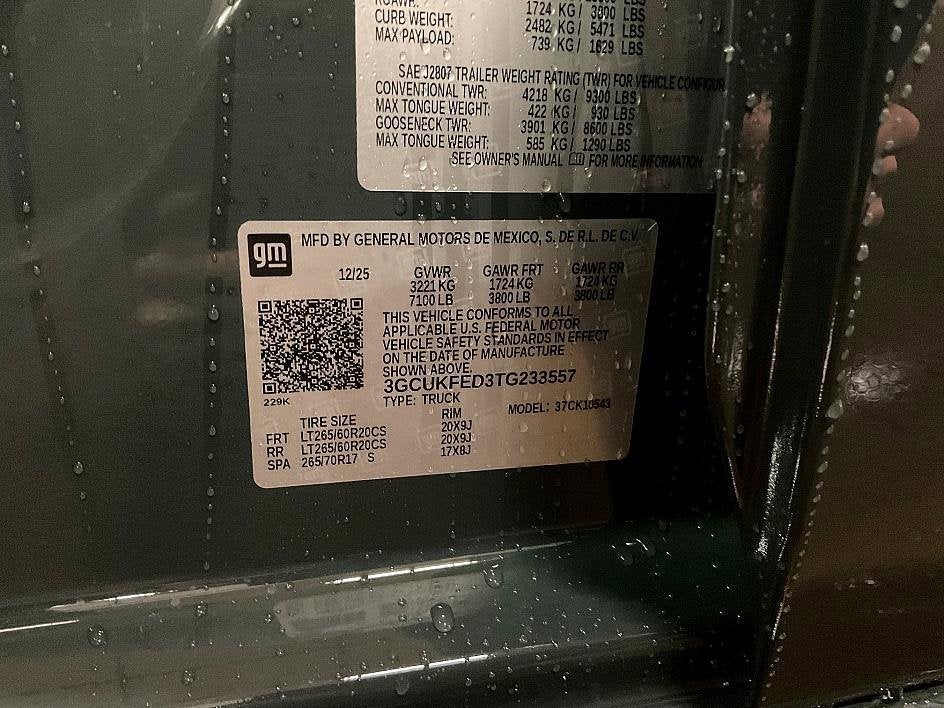 1724 KG / 3800 LBS
CURB WEIGHT: 2482 KG / 5471 LBS
MAX PAYLOAD: 739 KG / 1629 LBS
SAE J2807 TRAILER WEIGHT RATING (TWR) FOR VEHICLE CONFIGUR
CONVENTIONAL TWR: 4218 KG / 9300 LBS
MAX TONGUE WEIGHT: 422 KG / 930 LBS
GOOSENECK TWR: 3901 KG / 8600 LBS
MAX TONGUE WEIGHT: 585 KG / 1290 LBS
SEE OWNER'S MANUAL FOR MORE INFORMATION
gm MFD BY GENERAL MOTORS DE MEXICO, S. DE R.L. DE C.V.
12/25 GVWR GAWR FRT GAWR RR
3221 KG 1724 KG 1724 KG
7100 LB 3800 LB 3800 LB
THIS VEHICLE CONFORMS TO ALL
APPLICABLE U.S. FEDERAL MOTOR
VEHICLE SAFETY STANDARDS IN EFFECT
ON THE DATE OF MANUFACTURE
SHOWN ABOVE.
3GCUKFED3TG233557
229K
TYPE: TRUCK MODEL: 37CK10543
TIRE SIZE RIM
FRT LT265/60R20CS 20X9J
RR LT265/60R20CS 20X9J
SPA 265/70R17 S 17X8J